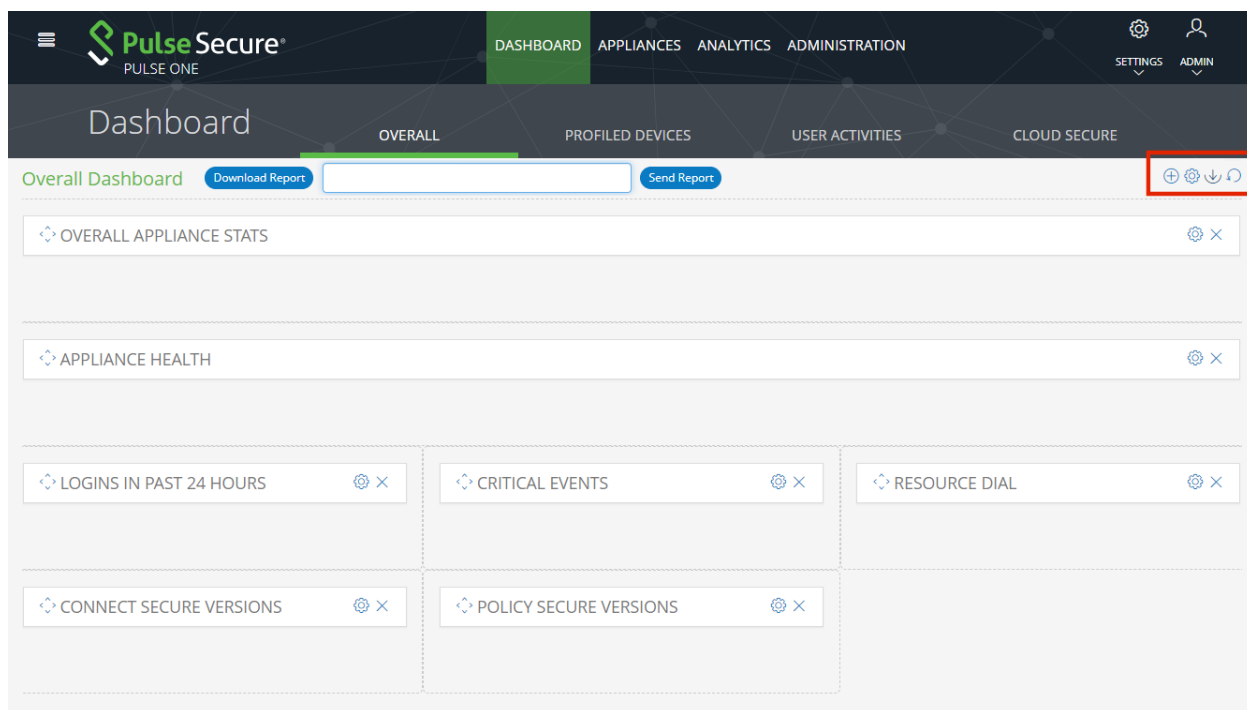 Pulse Secure®
PULSE ONE
DASHBOARD APPLIANCES ANALYTICS ADMINISTRATION
SETTINGS ADMIN
Dashboard OVERALL PROFILED DEVICES USER ACTIVITIES CLOUD SECURE
Overall Dashboard Download Report Send Report
OVERALL APPLIANCE STATS
APPLIANCE HEALTH
LOGINS IN PAST 24 HOURS CRITICAL EVENTS RESOURCE DIAL
CONNECT SECURE VERSIONS POLICY SECURE VERSIONS